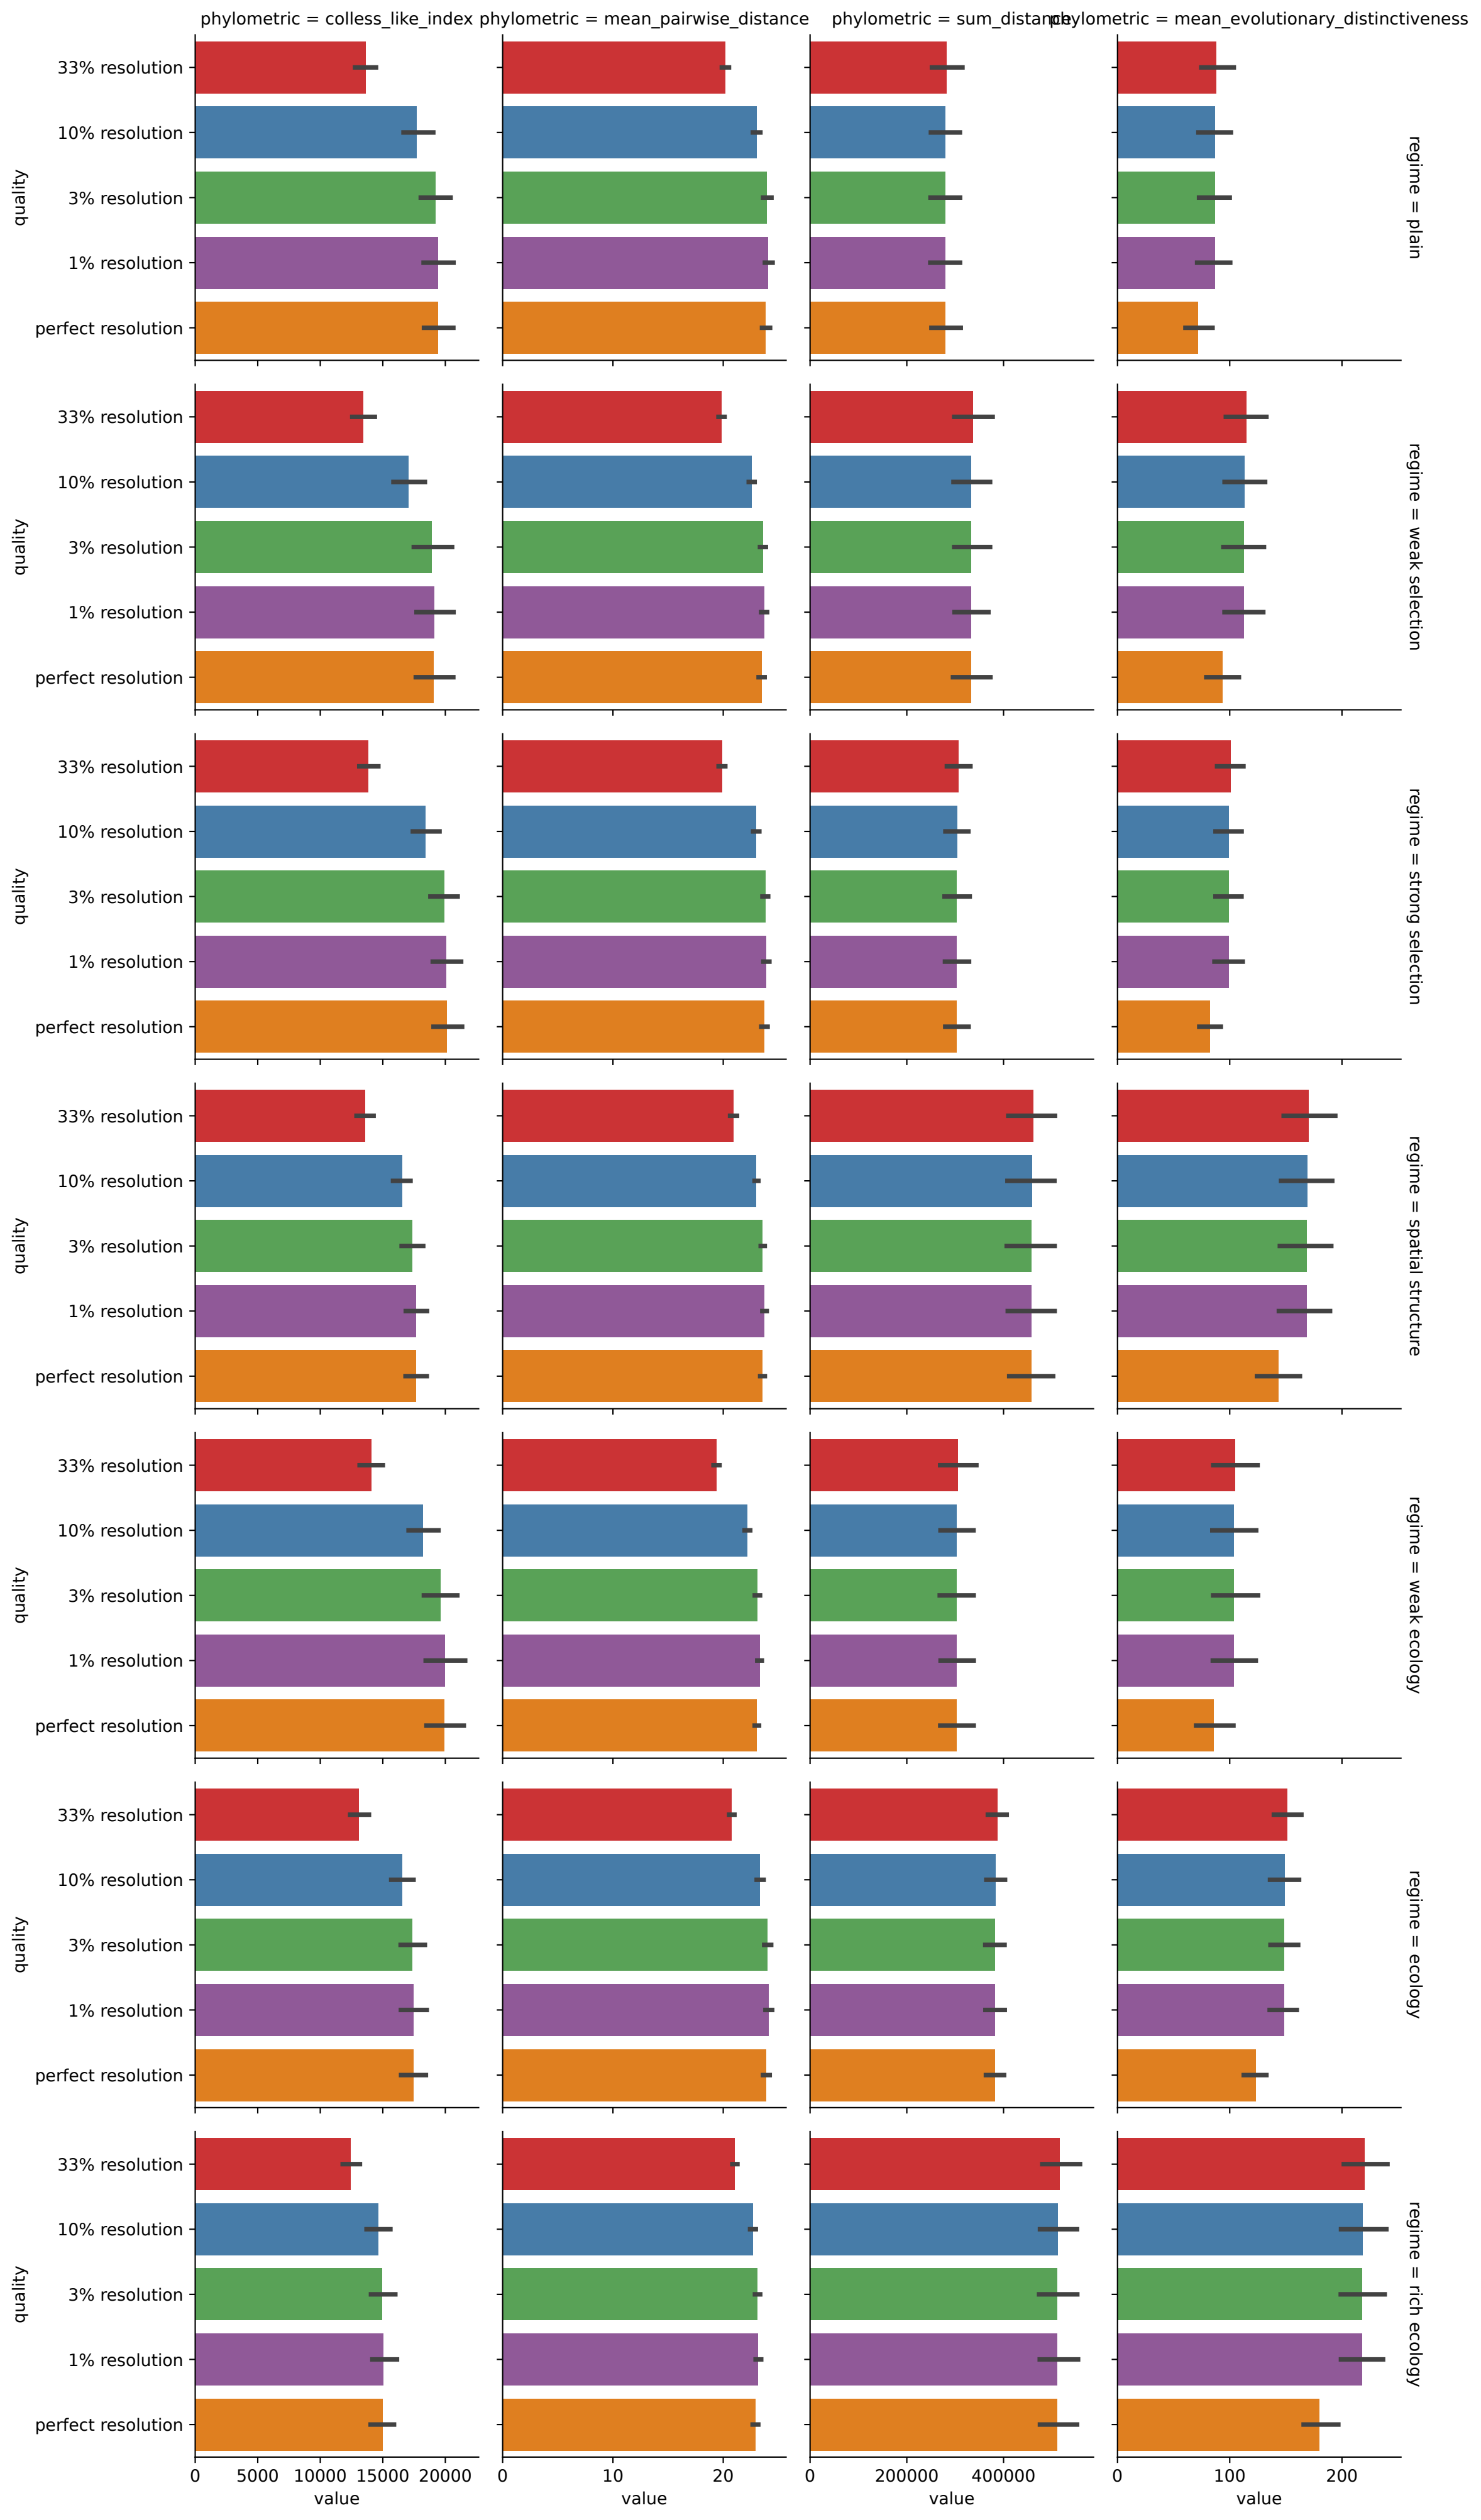 phylometric = colless_like_index
phylometric = mean_pairwise_distance
phylometric = sum_distance
phylometric = mean_evolutionary_distinctiveness
quality
33% resolution
10% resolution
3% resolution
1% resolution
perfect resolution
regime = plain
quality
33% resolution
10% resolution
3% resolution
1% resolution
perfect resolution
regime = weak selection
quality
33% resolution
10% resolution
3% resolution
1% resolution
perfect resolution
regime = strong selection
quality
33% resolution
10% resolution
3% resolution
1% resolution
perfect resolution
regime = spatial structure
quality
33% resolution
10% resolution
3% resolution
1% resolution
perfect resolution
regime = weak ecology
quality
33% resolution
10% resolution
3% resolution
1% resolution
perfect resolution
regime = ecology
quality
33% resolution
10% resolution
3% resolution
1% resolution
perfect resolution
regime = rich ecology
0 5000 10000 15000 20000
0 10 20
0 200000 400000
0 100 200
value
value
value
value